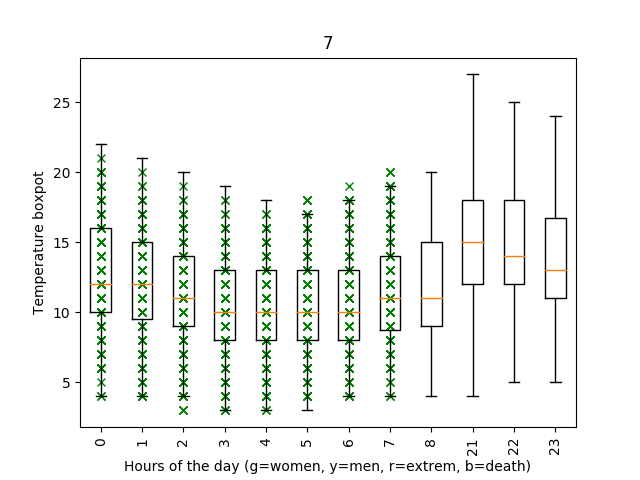 7
Temperature boxpot
25
20
15
10
5
0 1 2 3 4 5 6 7 8 21 22 23
Hours of the day (g=women, y=men, r=extrem, b=death)